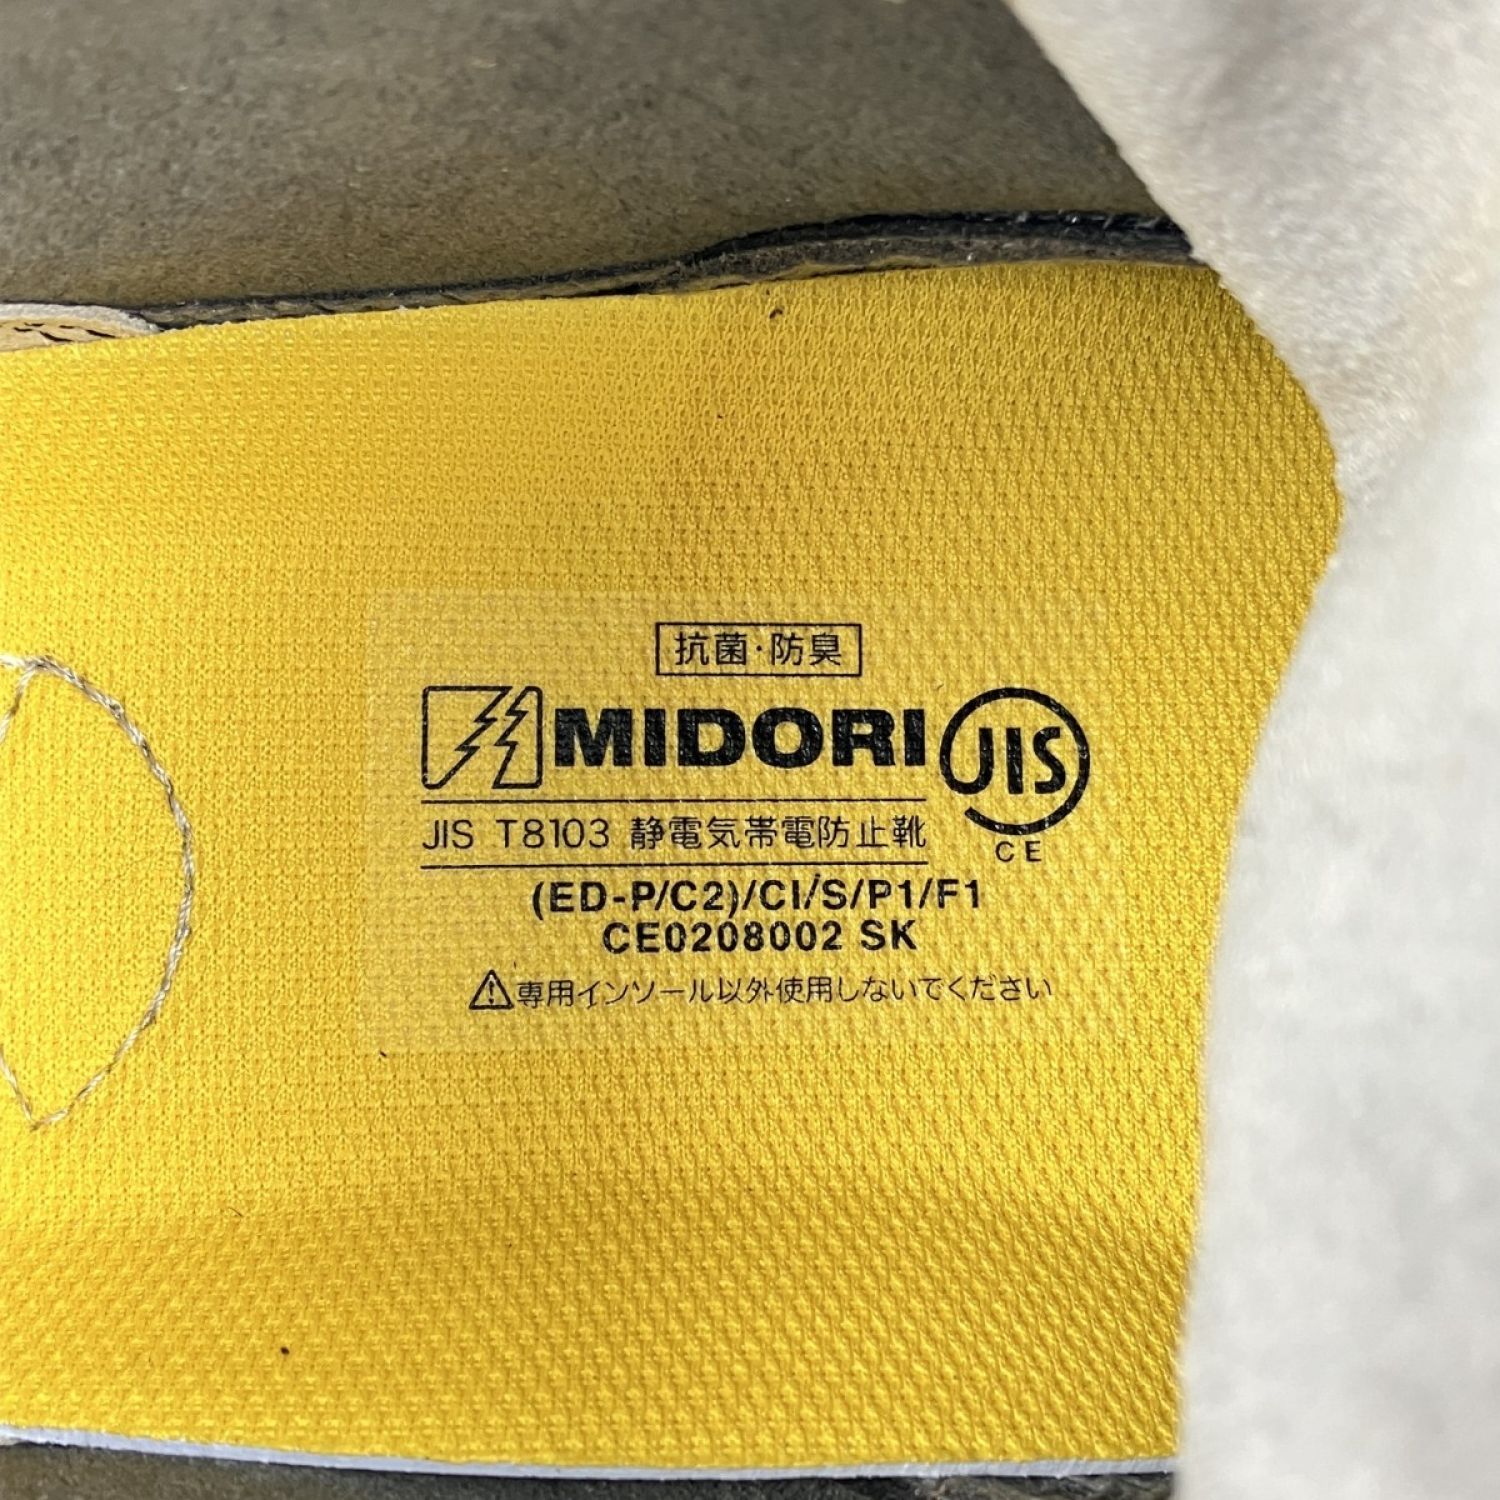 抗菌・防臭
MIDORI JIS
JIS T8103 静電気帯電防止靴
CE
(ED-P/C2)/CI/S/P1/F1
CE0208002 SK
⚠専用インソール以外使用しないでください